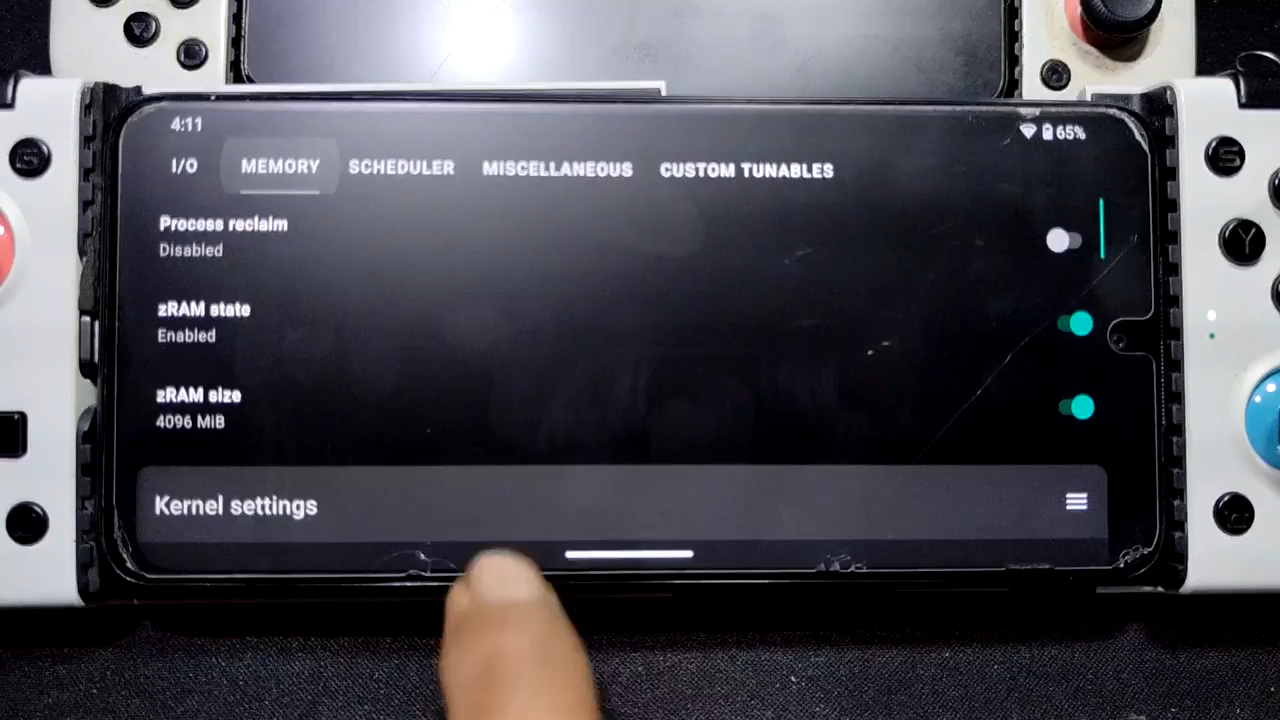 4:11
65%
I/O MEMORY SCHEDULER MISCELLANEOUS CUSTOM TUNABLES
Process reclaim
Disabled
zRAM state
Enabled
zRAM size
4096 MiB
Kernel settings
Y